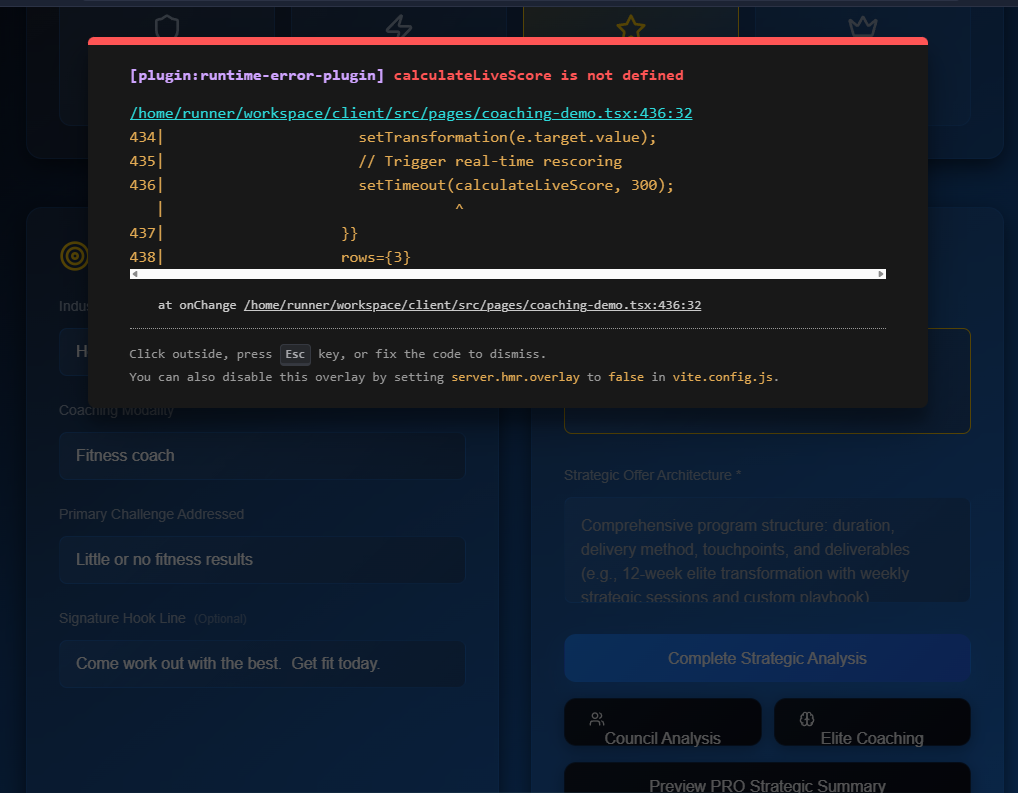 [plugin:runtime-error-plugin] calculateLiveScore is not defined
/home/runner/workspace/client/src/pages/coaching-demo.tsx:436:32
434|                      setTransformation(e.target.value);
435|                      // Trigger real-time rescoring
436|                      setTimeout(calculateLiveScore, 300);
   |                                 ^
437|                    }}
438|                    rows={3}
at onChange /home/runner/workspace/client/src/pages/coaching-demo.tsx:436:32
Click outside, press Esc key, or fix the code to dismiss.
You can also disable this overlay by setting server.hmr.overlay to false in vite.config.js.
Coaching Modality
Fitness coach
Primary Challenge Addressed
Little or no fitness results
Signature Hook Line (Optional)
Come work out with the best.  Get fit today.
Strategic Offer Architecture *
Comprehensive program structure: duration,
delivery method, touchpoints, and deliverables
(e.g., 12-week elite transformation with weekly
strategic sessions and custom playbook)
Complete Strategic Analysis
Council Analysis
Elite Coaching
Preview PRO Strategic Summary